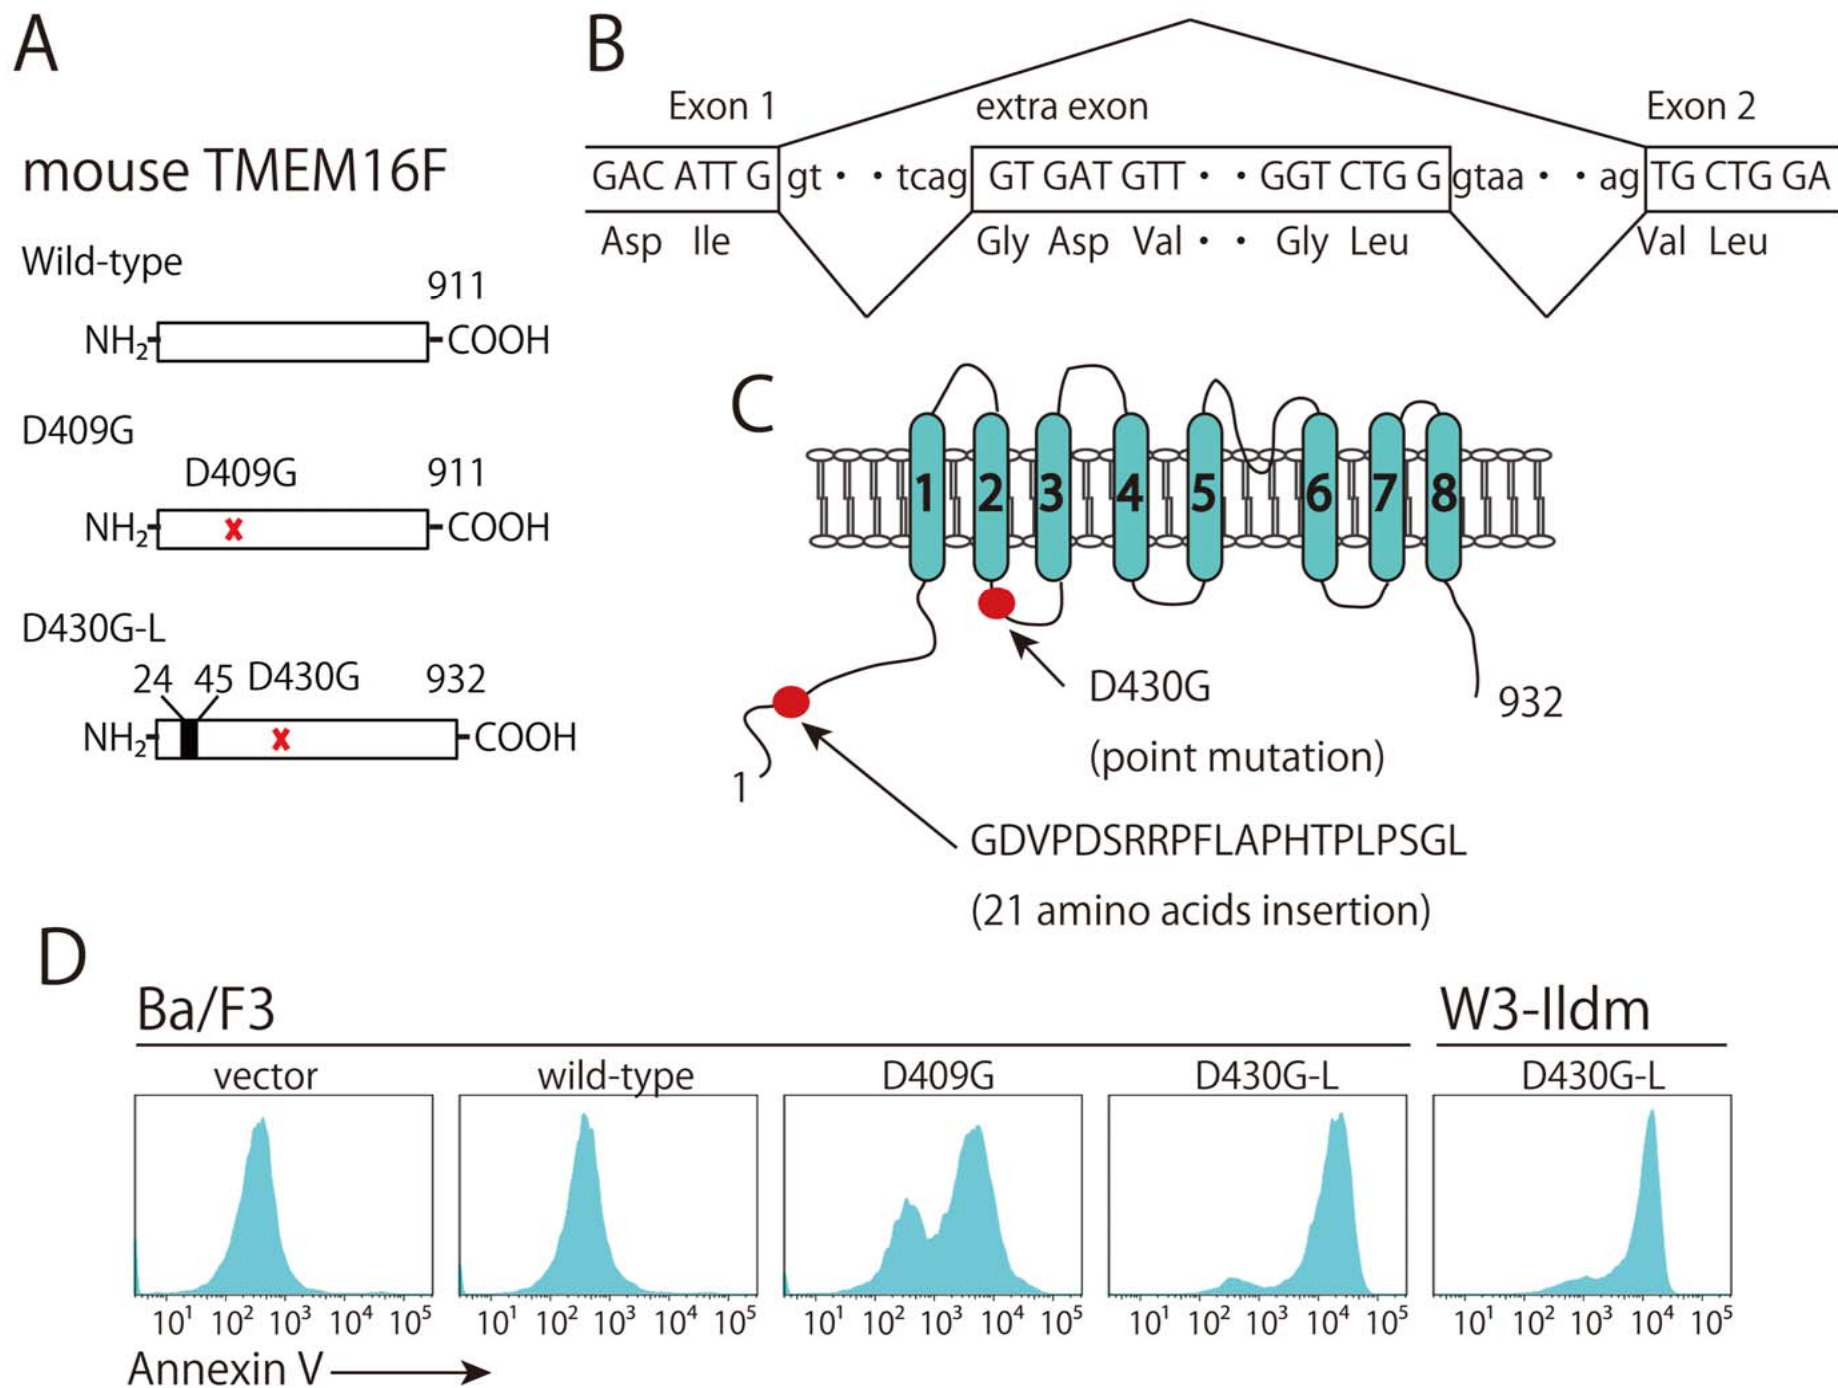 A
mouse TMEM16F
Wild-type
911
NH₂ COOH
D409G
D409G 911
NH₂ COOH
D430G-L
24 45 D430G 932
NH₂ COOH
B
Exon 1 extra exon Exon 2
GAC ATT G gt・・tcag GT GAT GTT・・GGT CTG G gtaa・・ag TG CTG GA
Asp Ile Gly Asp Val・・Gly Leu Val Leu
C
1 2 3 4 5 6 7 8
D430G
(point mutation)
932
1
GDVPDSRRPFLAPHTPLPSGL
(21 amino acids insertion)
D
Ba/F3 W3-Ildm
vector wild-type D409G D430G-L D430G-L
10¹ 10² 10³ 10⁴ 10⁵ 10¹ 10² 10³ 10⁴ 10⁵ 10¹ 10² 10³ 10⁴ 10⁵ 10¹ 10² 10³ 10⁴ 10⁵ 10¹ 10² 10³ 10⁴ 10⁵
Annexin V